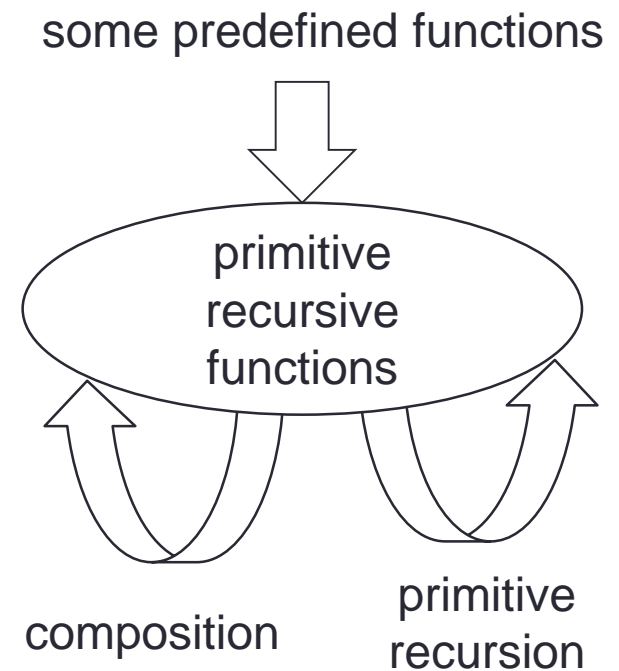 some predefined functions
primitive
recursive
functions
composition
primitive
recursion